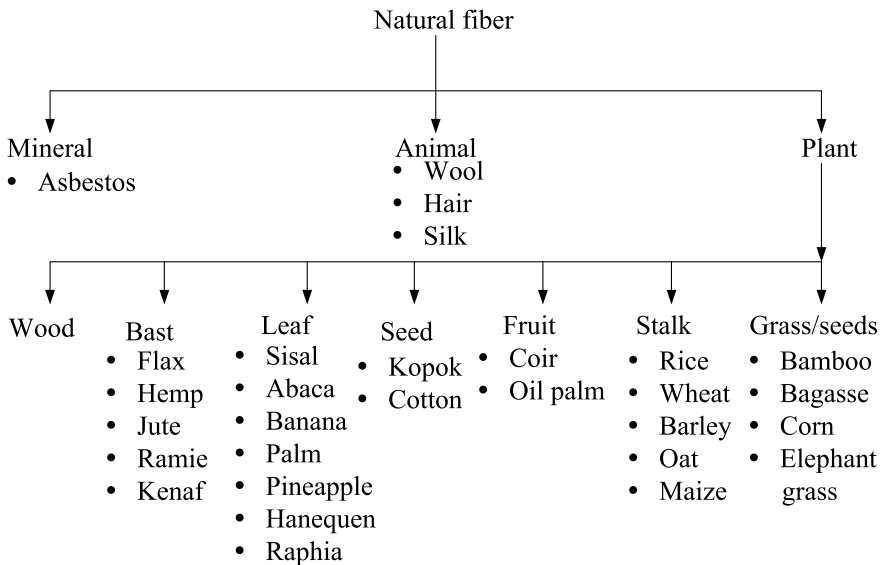 Natural fiber
Mineral
• Asbestos
Animal
• Wool
• Hair
• Silk
Plant
Wood
Bast
• Flax
• Hemp
• Jute
• Ramie
• Kenaf
Leaf
• Sisal
• Abaca
• Banana
• Palm
• Pineapple
• Hanequen
• Raphia
Seed
• Kopok
• Cotton
Fruit
• Coir
• Oil palm
Stalk
• Rice
• Wheat
• Barley
• Oat
• Maize
Grass/seeds
• Bamboo
• Bagasse
• Corn
• Elephant
grass